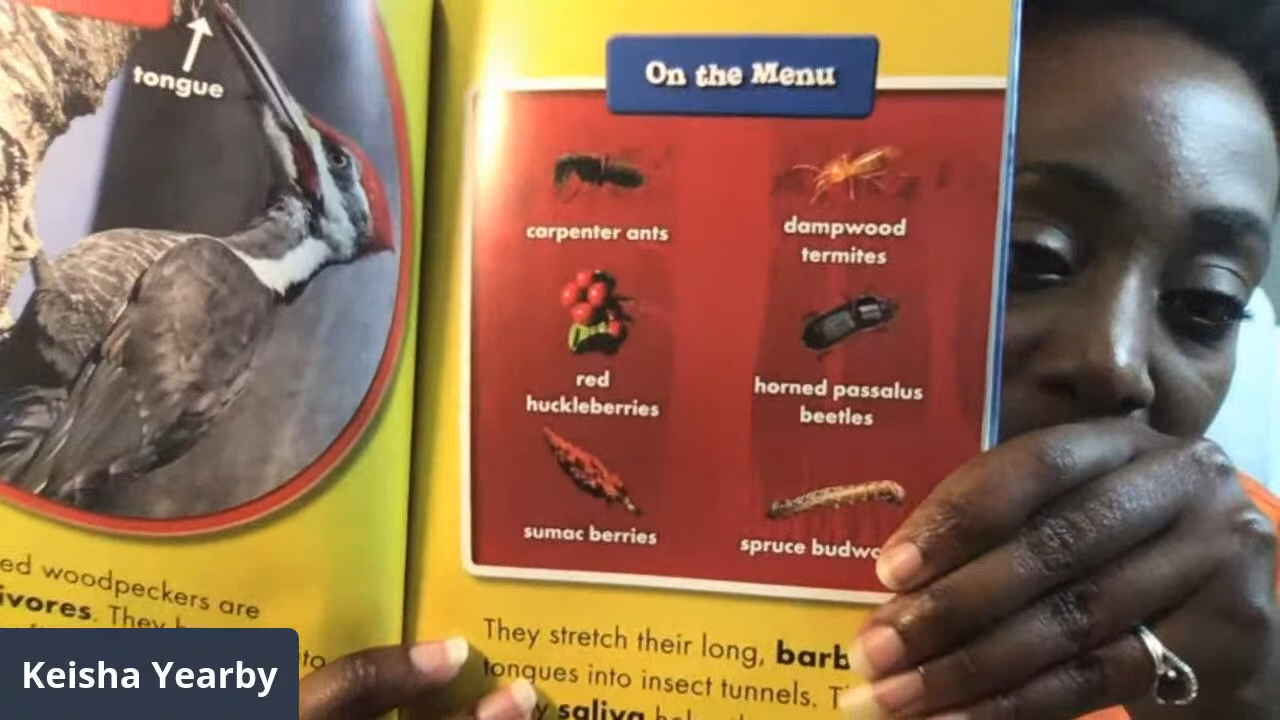 tongue
ed woodpeckers are
ivores. They
to
On the Menu
carpenter ants
dampwood
termites
red
huckleberries
horned passalus
beetles
sumac berries
spruce budwo
They stretch their long, barb
tongues into insect tunnels. T
y saliva
Keisha Yearby